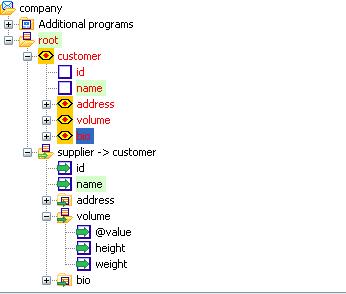 company
Additional programs
root
customer
id
name
address
volume
bio
supplier -> customer
id
name
address
volume
@value
height
weight
bio